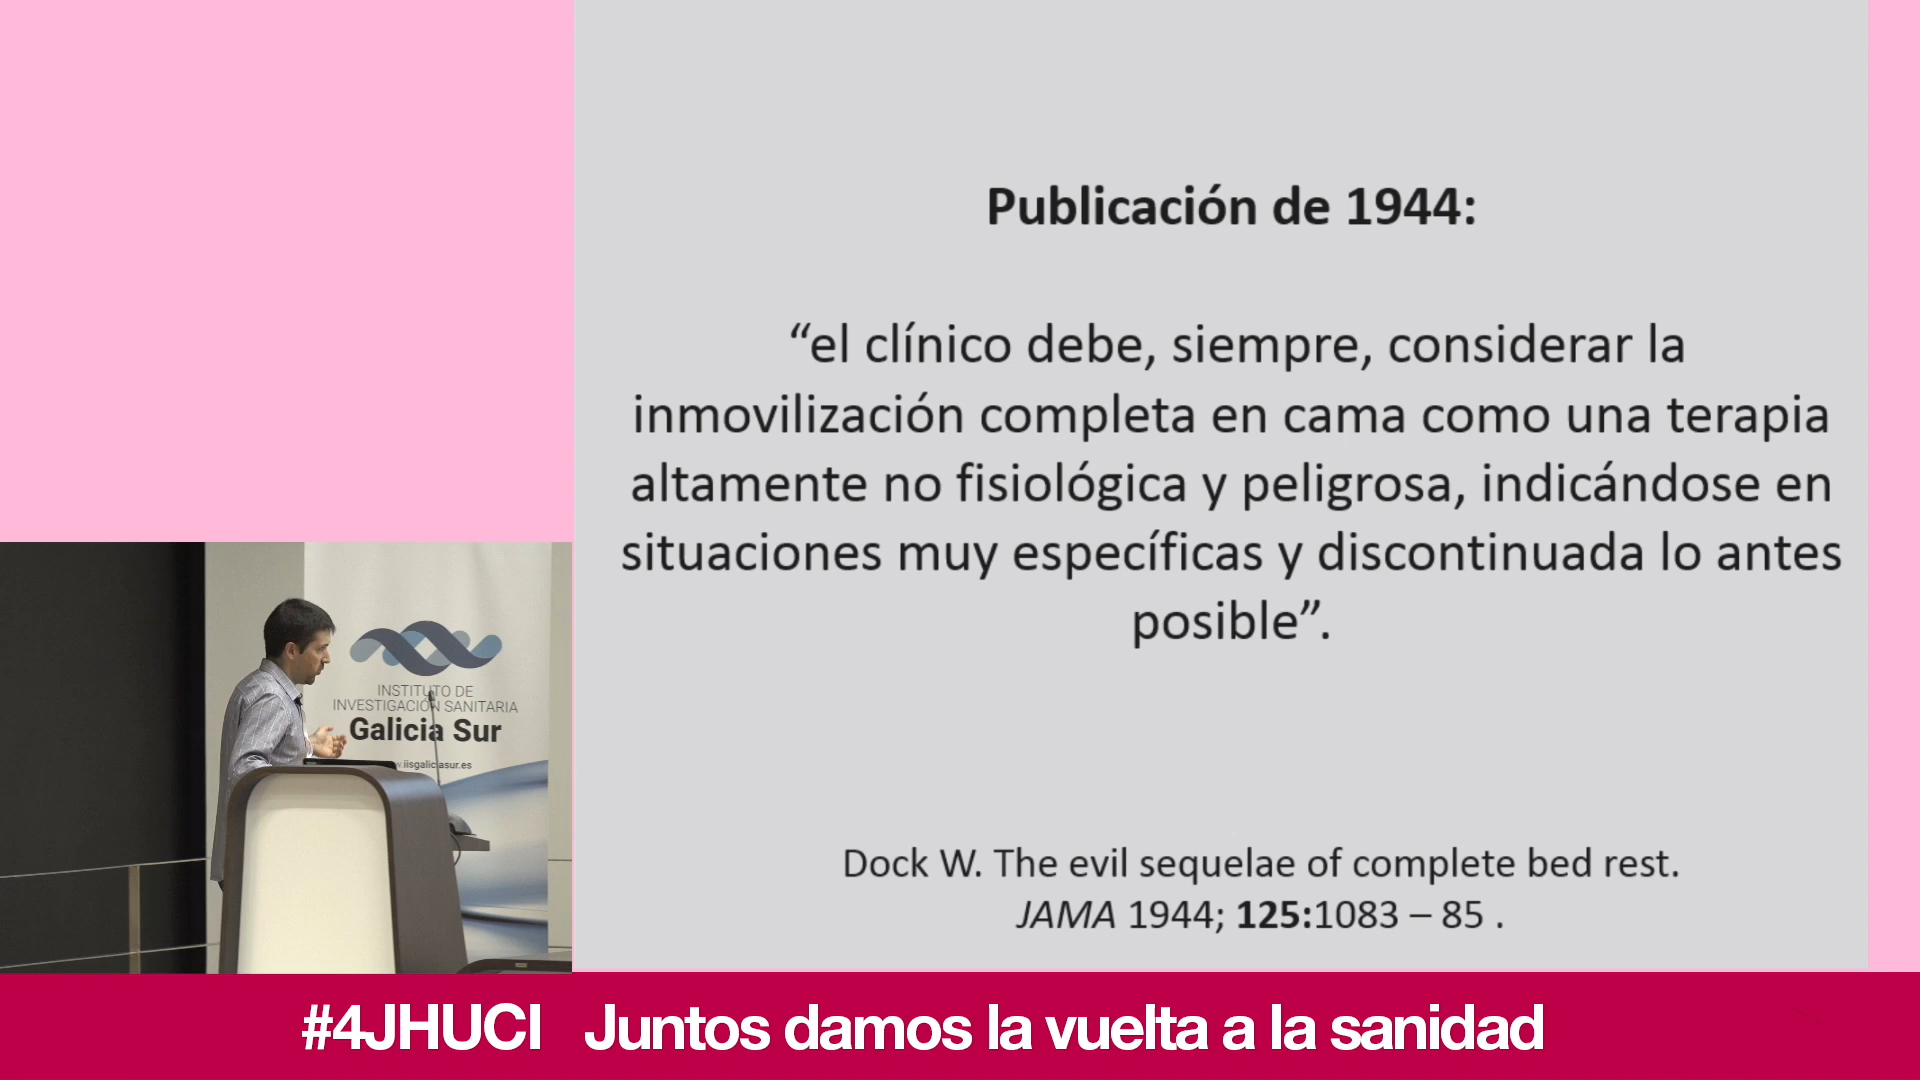 Publicación de 1944:
“el clínico debe, siempre, considerar la
inmovilización completa en cama como una terapia
altamente no fisiológica y peligrosa, indicándose en
situaciones muy específicas y discontinuada lo antes
posible”.
Dock W. The evil sequelae of complete bed rest.
JAMA 1944; 125:1083 – 85 .
INSTITUTO DE
INVESTIGACIÓN SANITARIA
Galicia Sur
#4JHUCI Juntos damos la vuelta a la sanidad